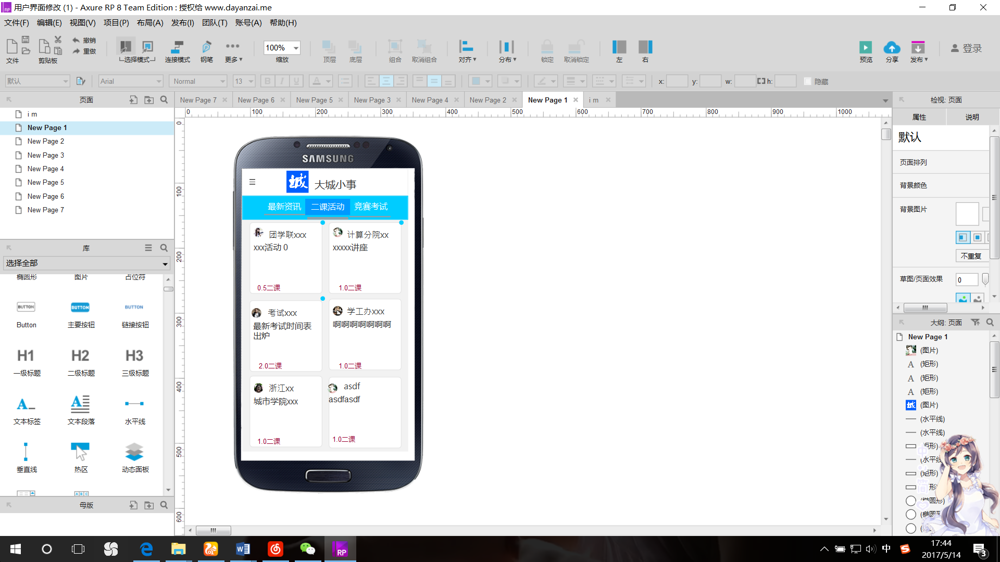 用户界面修改 (1) - Axure RP 8 Team Edition : 授权给 www.dayanzai.me
文件(F) 编辑(E) 视图(V) 项目(P) 布局(A) 发布(I) 团队(T) 账号(A) 帮助(H)
撤销
重做
文件 剪贴板 选择模式 连接模式 钢笔 更多 100% 缩放 顶层 底层 组合 取消组合 对齐 分布 锁定 取消锁定 左 右 预览 分享 发布 登录
默认 Arial Normal 13 B I U A x: y: w: h: 隐藏
页面
i m
New Page 1
New Page 2
New Page 3
New Page 4
New Page 5
New Page 6
New Page 7
库
选择全部
椭圆形 图片 占位符
BUTTON BUTTON BUTTON
Button 主要按钮 链接按钮
H1 H2 H3
一级标题 二级标题 三级标题
文本标签 文本段落 水平线
垂直线 热区 动态面板
母版
New Page 7 New Page 6 New Page 5 New Page 3 New Page 4 New Page 2 New Page 1 i m
0 100 200 300 400 500 600 700 800 900 1000
0
100
200
300
400
500
600
SAMSUNG
城 大城小事
最新资讯 二课活动 竞赛考试
团学联xxx
xxx活动 0
0.5二课
计算分院xx
xxxxx讲座
1.0二课
考试xxx
最新考试时间表
出炉
2.0二课
学工办xxx
啊啊啊啊啊啊啊
1.0二课
浙江xx
城市学院xxx
1.0二课
asdf
asdfasdf
1.0二课
检视: 页面
属性 说明
默认
页面排列
背景颜色
背景图片
不重复
草图/页面效果 0
大纲: 页面
New Page 1
(图片)
A (矩形)
A (矩形)
A (矩形)
城 (图片)
(水平线)
(水平线)
矩形)
(水平线
(矩形)
形)
(椭圆形)
RP
中
17:44
2017/5/14
3